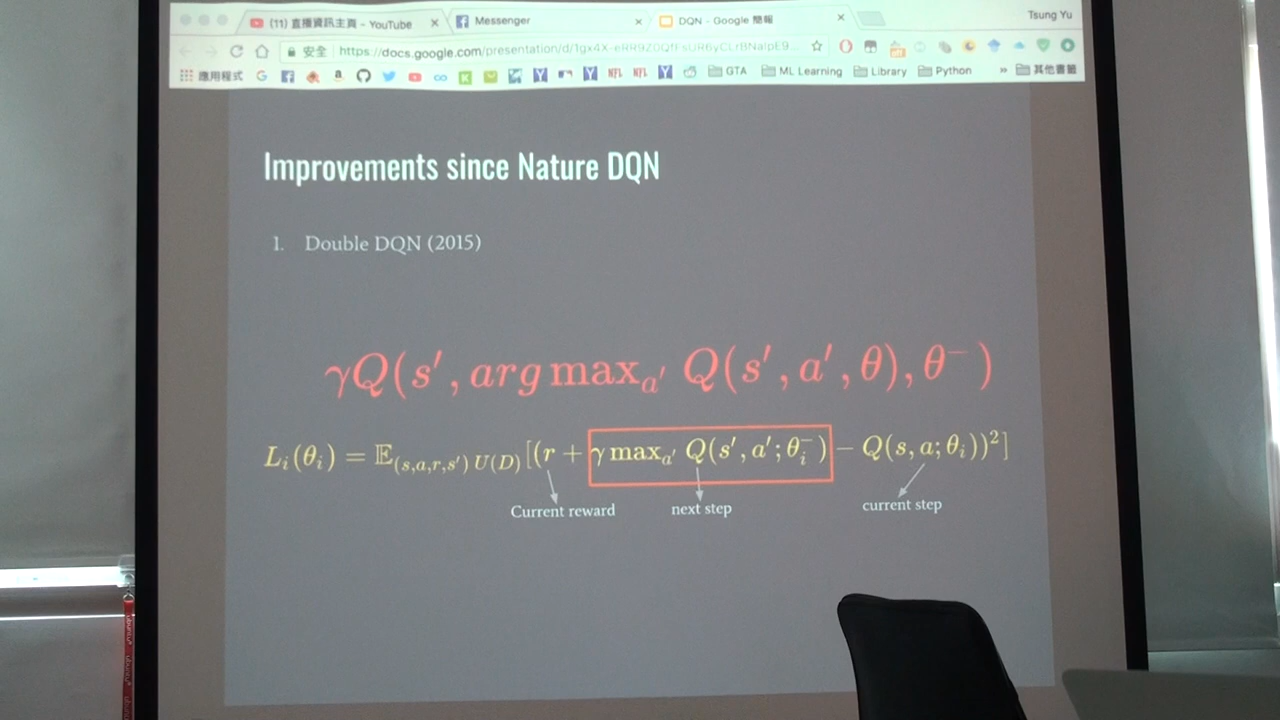 (11) 直播資訊主頁 - YouTube × Messenger × DQN - Google 簡報 × Tsung Yu
安全 https://docs.google.com/presentation/d/1gx4X-
應用程式 GTA ML Learning Library Python » 其他書籤
Improvements since Nature DQN
1. Double DQN (2015)
γQ(s′, arg max_{a′} Q(s′, a′, θ), θ⁻)
L_i(θ_i) = 𝔼_{(s,a,r,s′) U(D)}[(r + γ max_{a′} Q(s′, a′; θ_i⁻) − Q(s, a; θ_i))²]
Current reward next step current step
ubuntu